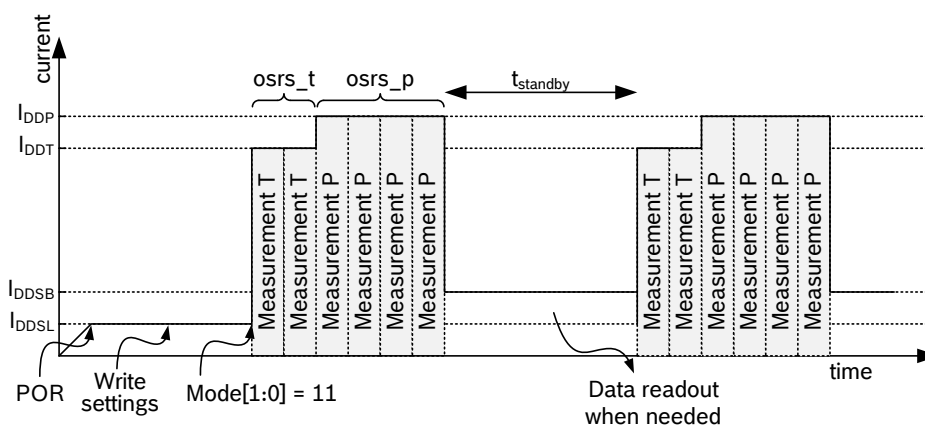 current
osrs_t
osrs_p
tstandby
IDDP
IDDT
Measurement T
Measurement T
Measurement P
Measurement P
Measurement P
Measurement P
Measurement T
Measurement T
Measurement P
Measurement P
Measurement P
Measurement P
IDDSB
IDDSL
POR
Write
settings
Mode[1:0] = 11
Data readout
when needed
time